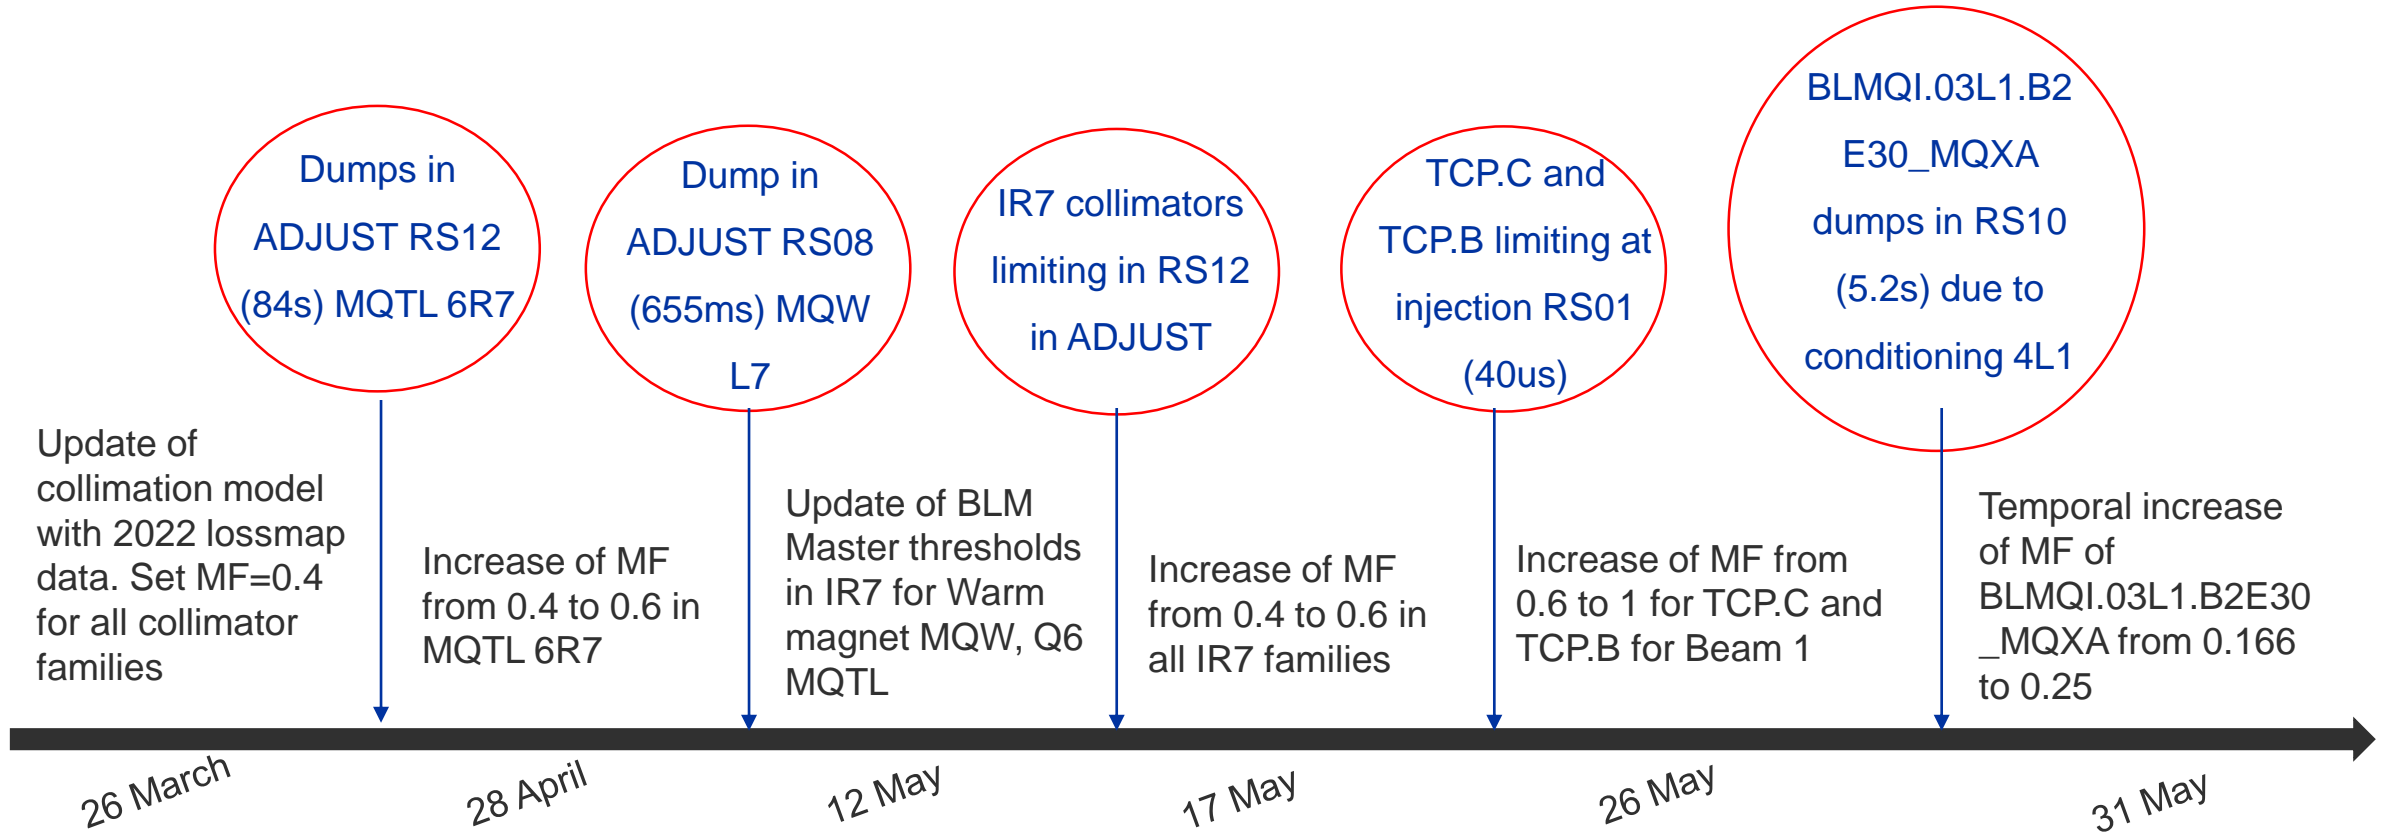 Dumps in
ADJUST RS12
(84s) MQTL 6R7
Dump in
ADJUST RS08
(655ms) MQW
L7
IR7 collimators
limiting in RS12
in ADJUST
TCP.C and
TCP.B limiting at
injection RS01
(40us)
BLMQI.03L1.B2
E30_MQXA
dumps in RS10
(5.2s) due to
conditioning 4L1
Update of
collimation model
with 2022 lossmap
data. Set MF=0.4
for all collimator
families
Increase of MF
from 0.4 to 0.6 in
MQTL 6R7
Update of BLM
Master thresholds
in IR7 for Warm
magnet MQW, Q6
MQTL
Increase of MF
from 0.4 to 0.6 in
all IR7 families
Increase of MF from
0.6 to 1 for TCP.C and
TCP.B for Beam 1
Temporal increase
of MF of
BLMQI.03L1.B2E30
_MQXA from 0.166
to 0.25
26 March
28 April
12 May
17 May
26 May
31 May